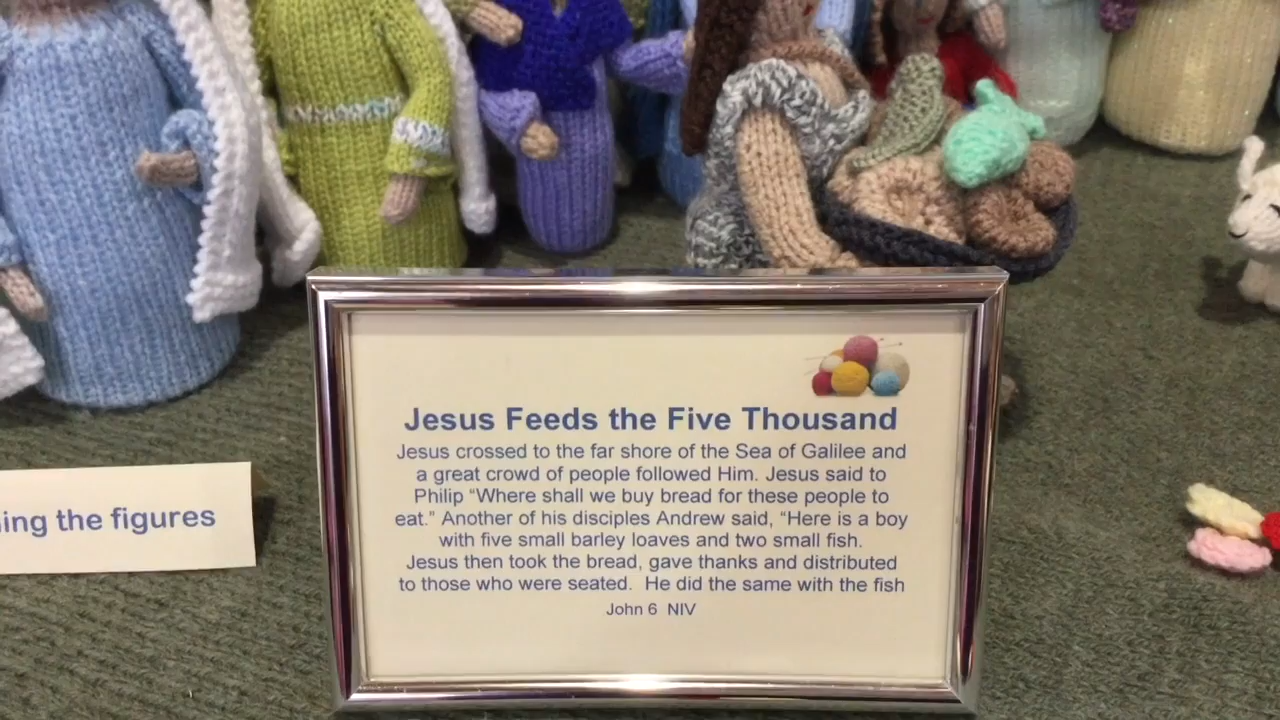 Jesus Feeds the Five Thousand
Jesus crossed to the far shore of the Sea of Galilee and
a great crowd of people followed Him. Jesus said to
Philip “Where shall we buy bread for these people to
eat.” Another of his disciples Andrew said, “Here is a boy
with five small barley loaves and two small fish.
Jesus then took the bread, gave thanks and distributed
to those who were seated.  He did the same with the fish
John 6  NIV
the figures